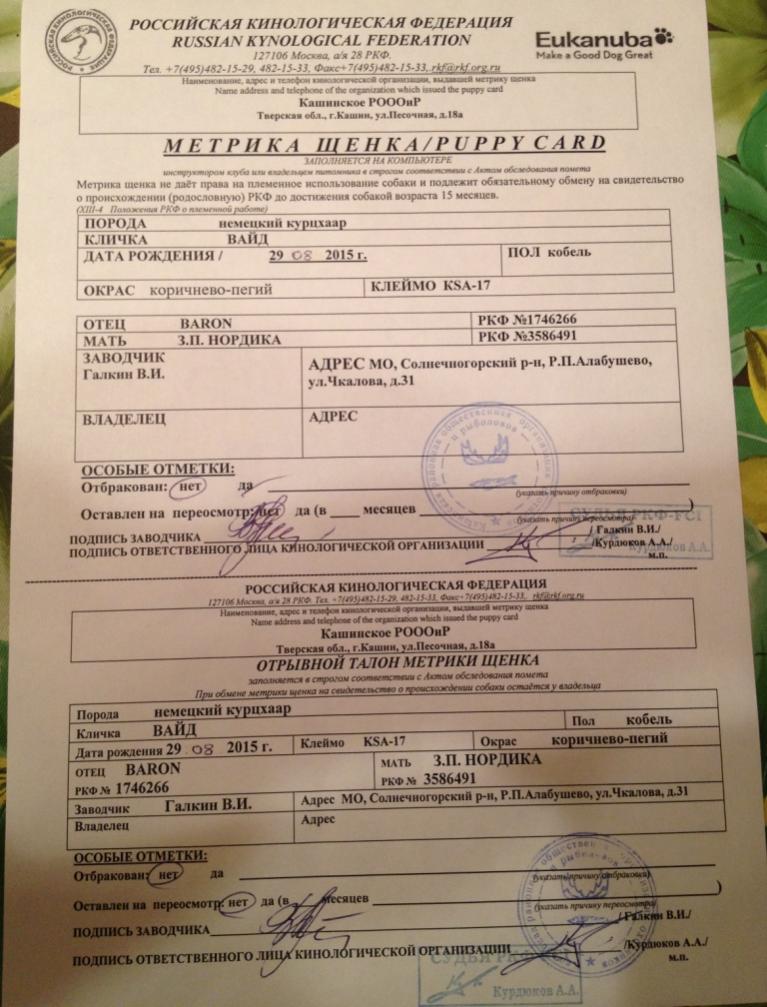 РОССИЙСКАЯ КИНОЛОГИЧЕСКАЯ ФЕДЕРАЦИЯ
RUSSIAN KYNOLOGICAL FEDERATION
127106 Москва, а/я 28 РКФ.
Тел. +7(495)482-15-29, 482-15-33, Факс+7(495)482-15-33, rkf@rkf.org.ru
Eukanuba
Make a Good Dog Great
Наименование, адрес и телефон кинологической организации, выдавшей метрику щенка
Name address and telephone of the organization which issued the puppy card
Кашинское РОООиР
Тверская обл., г.Кашин, ул.Песочная, д.18а
МЕТРИКА ЩЕНКА/PUPPY CARD
ЗАПОЛНЯЕТСЯ НА КОМПЬЮТЕРЕ
инструктором клуба или владельцем питомника в строгом соответствии с Актом обследования помета
Метрика щенка не даёт права на племенное использование собаки и подлежит обязательному обмену на свидетельство
о происхождении (родословную) РКФ до достижения собакой возраста 15 месяцев.
(XIII-4 Положения РКФ о племенной работе)
ПОРОДА немецкий курцхаар
КЛИЧКА ВАЙД
ДАТА РОЖДЕНИЯ / 29 08 2015 г. ПОЛ кобель
ОКРАС коричнево-пегий КЛЕЙМО KSA-17
ОТЕЦ BARON РКФ №1746266
МАТЬ З.П. НОРДИКА РКФ №3586491
ЗАВОДЧИК
Галкин В.И.
АДРЕС МО, Солнечногорский р-н, Р.П.Алабушево,
ул.Чкалова, д.31
ВЛАДЕЛЕЦ АДРЕС
ОСОБЫЕ ОТМЕТКИ:
Отбракован: нет да
(указать причину отбраковки)
Оставлен на переосмотр: нет да (в ___ месяцев )
(указать причину переосмотра)
ПОДПИСЬ ЗАВОДЧИКА / Галкин В.И./
ПОДПИСЬ ОТВЕТСТВЕННОГО ЛИЦА КИНОЛОГИЧЕСКОЙ ОРГАНИЗАЦИИ /Курдюков А.А./
м.п.
СУДЬЯ РКФ-FCI
Курдюков А.А.
РОССИЙСКАЯ КИНОЛОГИЧЕСКАЯ ФЕДЕРАЦИЯ
127106 Москва, а/я 28 РКФ. Тел. +7(495)482-15-29, 482-15-33, Факс+7(495)482-15-33, rkf@rkf.org.ru
Наименование, адрес и телефон кинологической организации, выдавшей метрику щенка
Name address and telephone of the organization which issued the puppy card
Кашинское РОООиР
Тверская обл., г.Кашин, ул.Песочная, д.18а
ОТРЫВНОЙ ТАЛОН МЕТРИКИ ЩЕНКА
заполняется в строгом соответствии с Актом обследования помета
При обмене метрики щенка на свидетельство о происхождении собаки остаётся у владельца
Порода немецкий курцхаар
Кличка ВАЙД Пол кобель
Дата рождения 29 08 2015 г. Клеймо KSA-17 Окрас коричнево-пегий
ОТЕЦ BARON МАТЬ З.П. НОРДИКА
РКФ № 1746266 РКФ № 3586491
Заводчик Галкин В.И. Адрес МО, Солнечногорский р-н, Р.П.Алабушево, ул.Чкалова, д.31
Владелец Адрес
ОСОБЫЕ ОТМЕТКИ:
Отбракован: нет да
(указать причину отбраковки)
Оставлен на переосмотр: нет да (в месяцев )
(указать причину переосмотра)
ПОДПИСЬ ЗАВОДЧИКА / Галкин В.И./
ПОДПИСЬ ОТВЕТСТВЕННОГО ЛИЦА КИНОЛОГИЧЕСКОЙ ОРГАНИЗАЦИИ /Курдюков А.А./
м.п.
СУДЬЯ РКФ-FCI
Курдюков А.А.